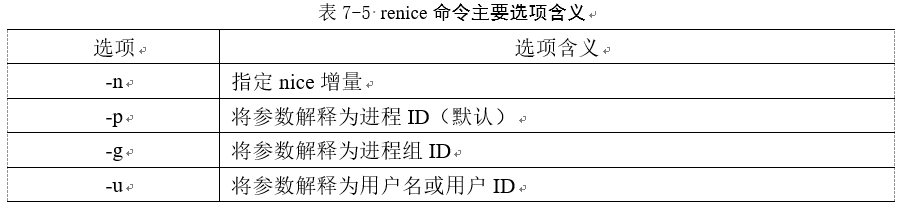 表 7-5 renice 命令主要选项含义
选项 选项含义
-n 指定 nice 增量
-p 将参数解释为进程 ID（默认）
-g 将参数解释为进程组 ID
-u 将参数解释为用户名或用户 ID